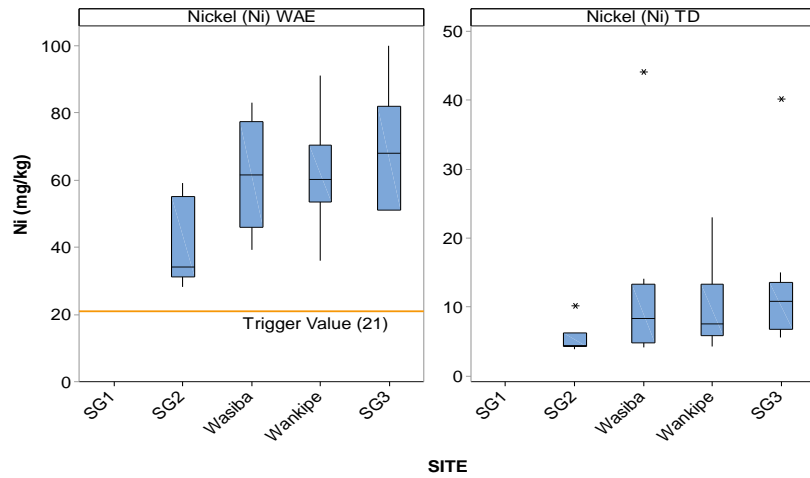 Nickel (Ni) WAE
Nickel (Ni) TD
Ni (mg/kg)
100
80
60
40
20
0
Trigger Value (21)
SG1
SG2
Wasiba
Wankipe
SG3
50
40
30
20
10
0
SG1
SG2
Wasiba
Wankipe
SG3
SITE